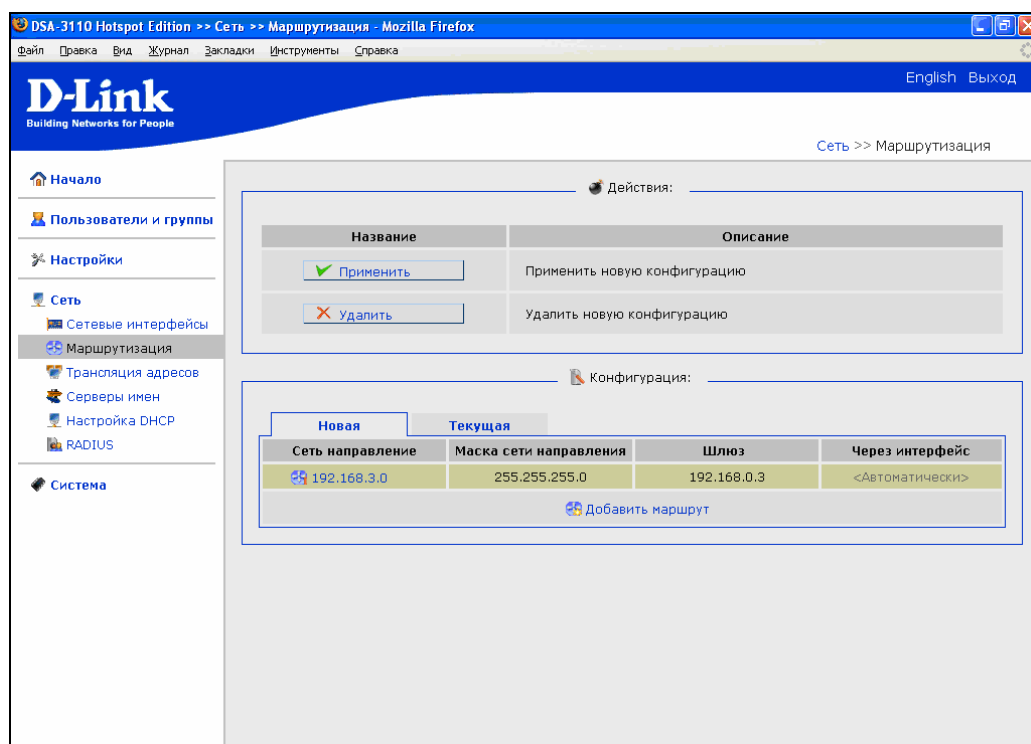 DSA-3110 Hotspot Edition >> Сеть >> Маршрутизация - Mozilla Firefox
Файл Правка Вид Журнал Закладки Инструменты Справка
English Выход
D-Link
Building Networks for People
Сеть >> Маршрутизация
Начало
Пользователи и группы
Настройки
Сеть
Сетевые интерфейсы
Маршрутизация
Трансляция адресов
Серверы имен
Настройка DHCP
RADIUS
Система
Действия:
Название Описание
Применить Применить новую конфигурацию
Удалить Удалить новую конфигурацию
Конфигурация:
Новая Текущая
Сеть направление Маска сети направления Шлюз Через интерфейс
192.168.3.0 255.255.255.0 192.168.0.3 <Автоматически>
Добавить маршрут